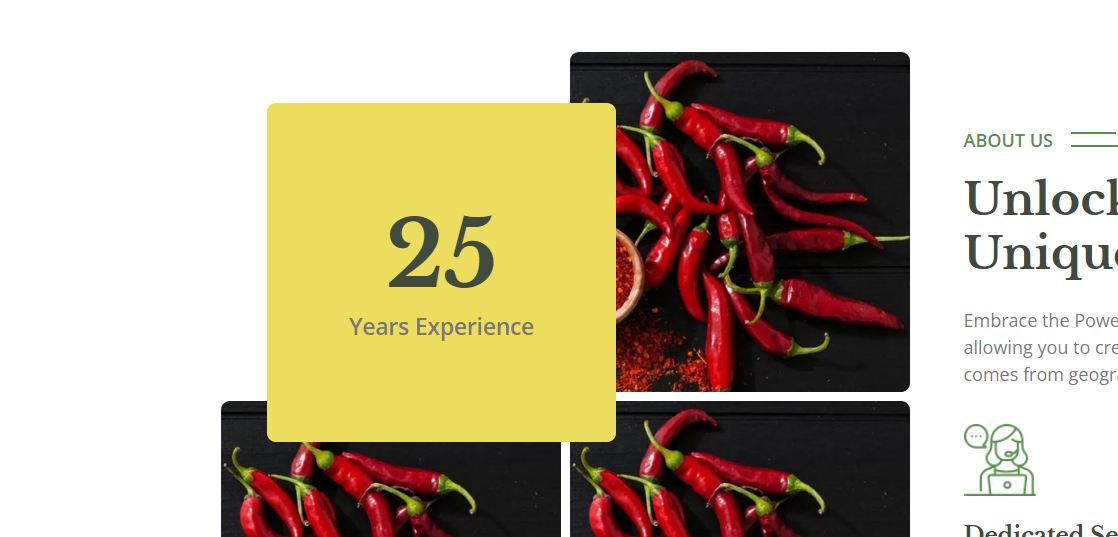 25
Years Experience
ABOUT US
Unlock
Unique
Embrace the Powe
allowing you to cre
comes from geogra
Dedicated Se